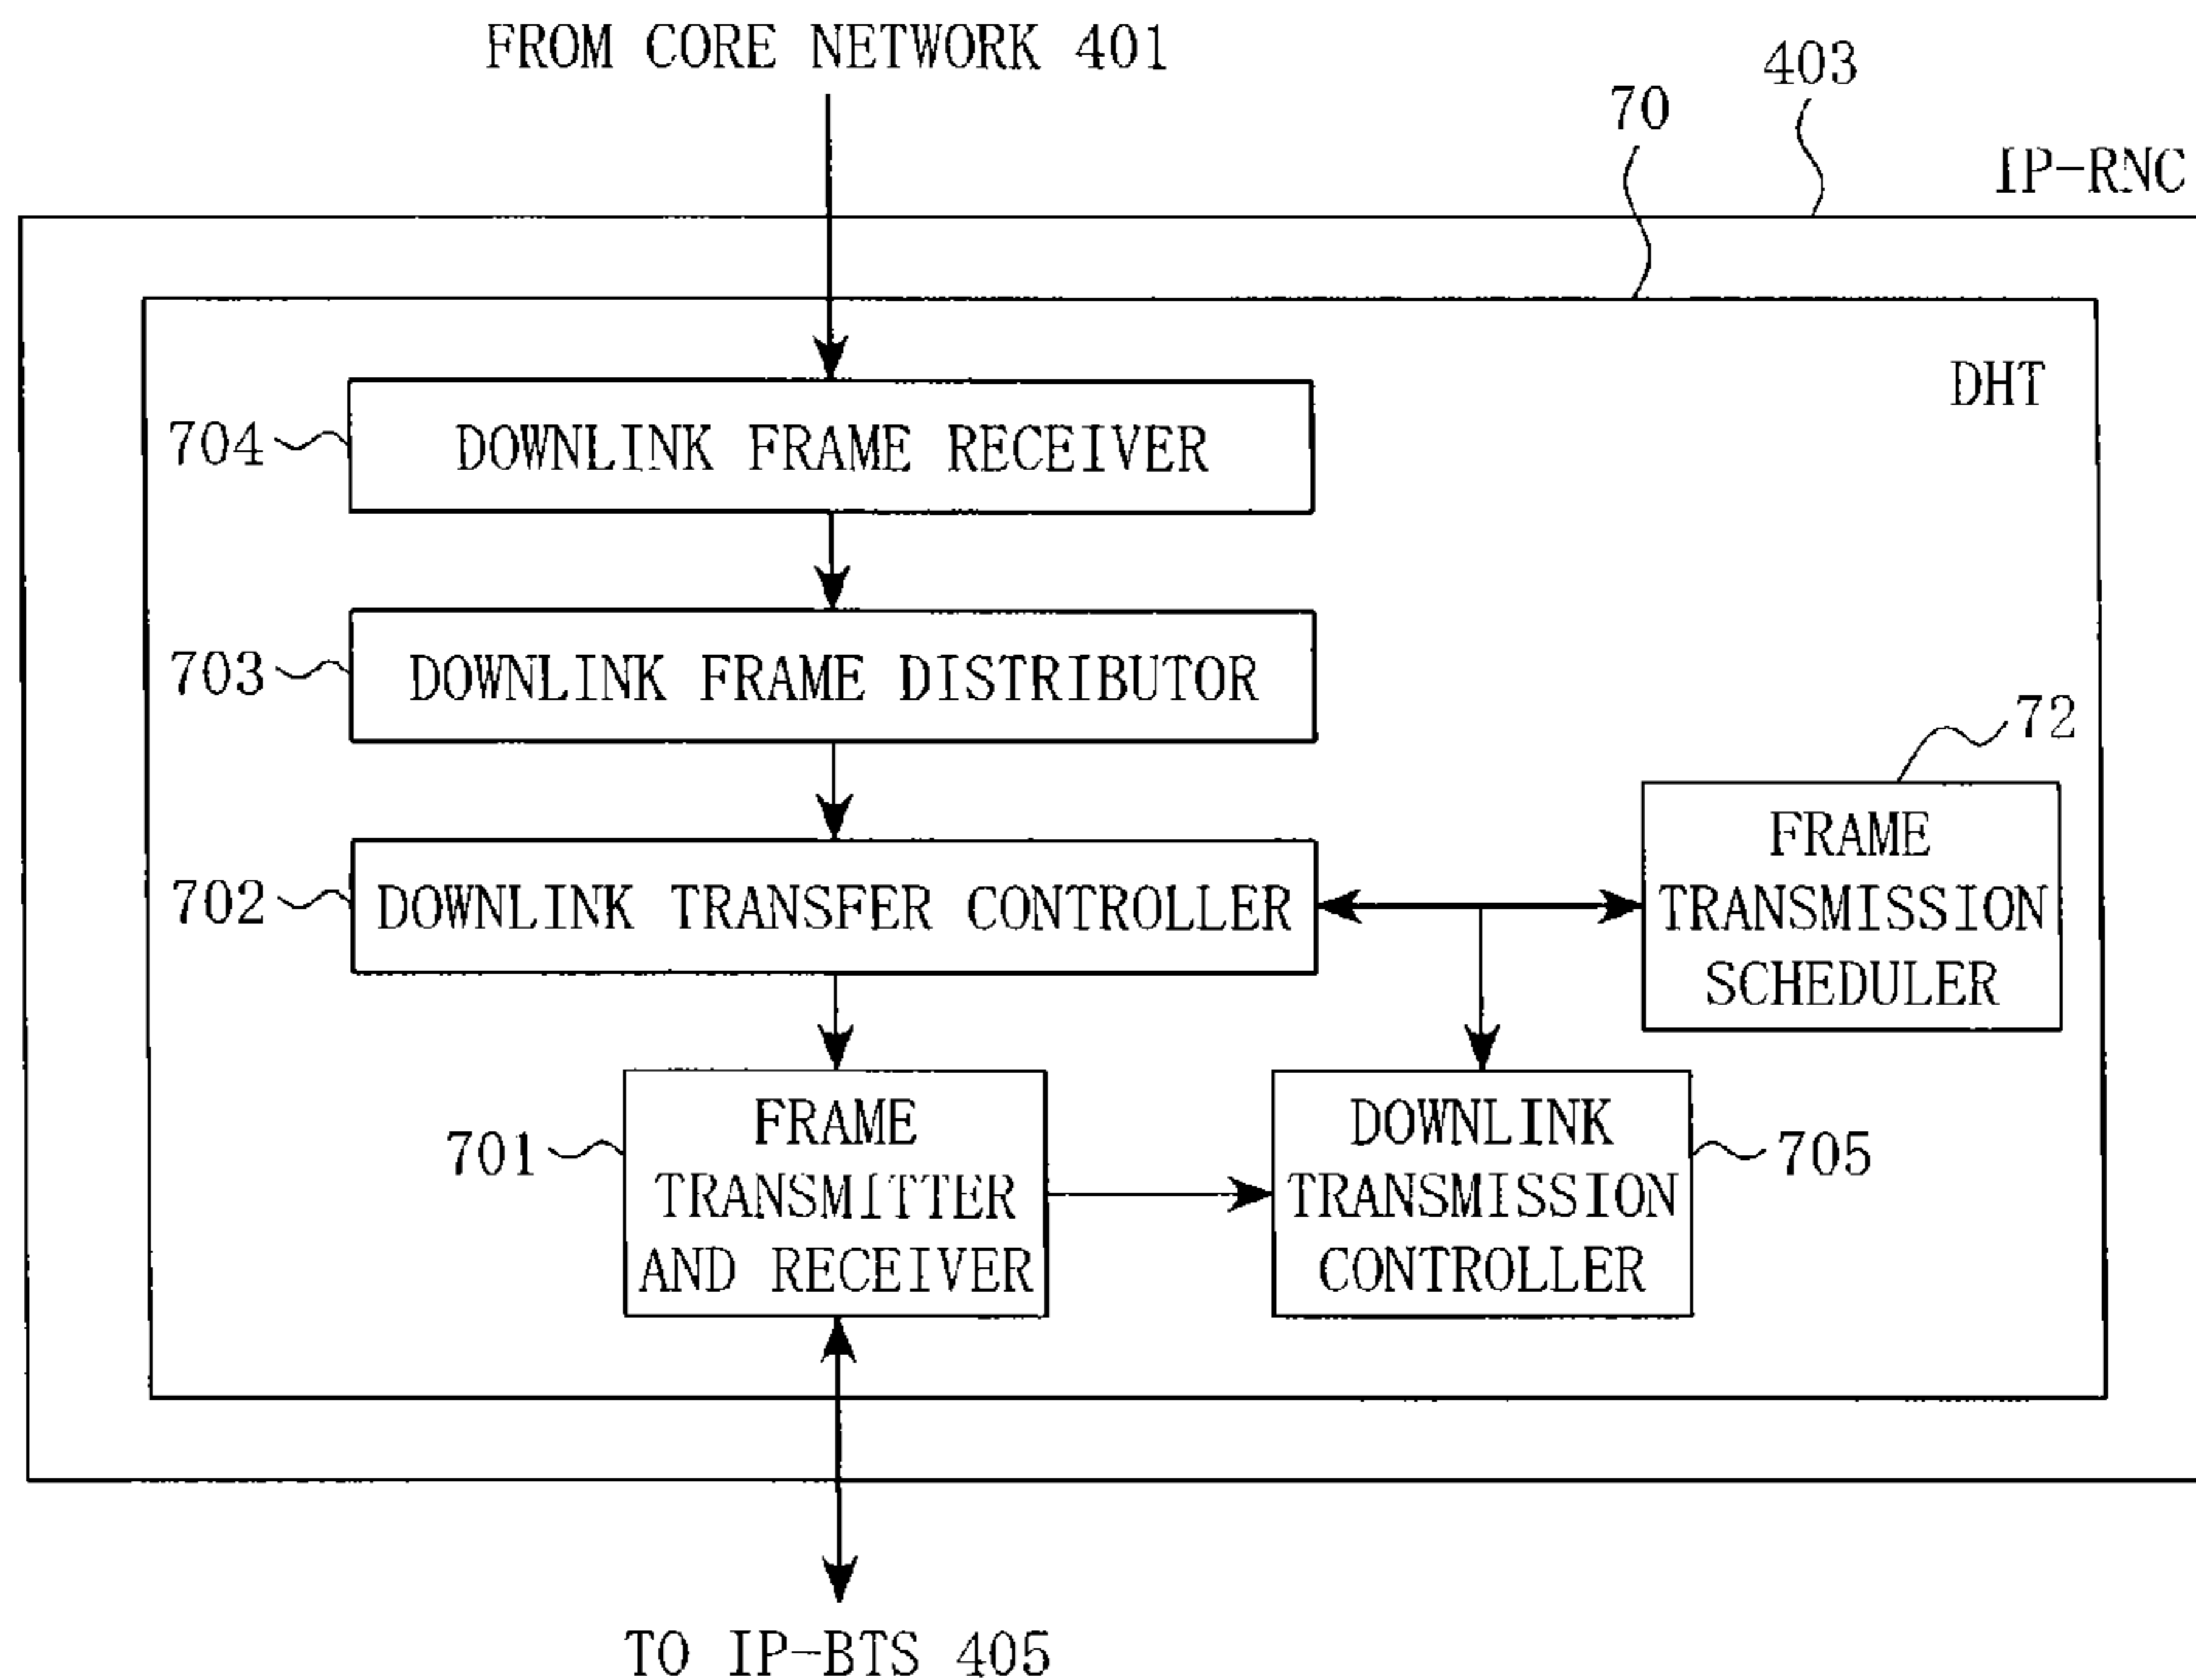 FROM CORE NETWORK 401
403
70
IP-RNC
DHT
704
DOWNLINK FRAME RECEIVER
703
DOWNLINK FRAME DISTRIBUTOR
72
FRAME
TRANSMISSION
SCHEDULER
702
DOWNLINK TRANSFER CONTROLLER
701
FRAME
TRANSMITTER
AND RECEIVER
DOWNLINK
TRANSMISSION
CONTROLLER
705
TO IP-BTS 405